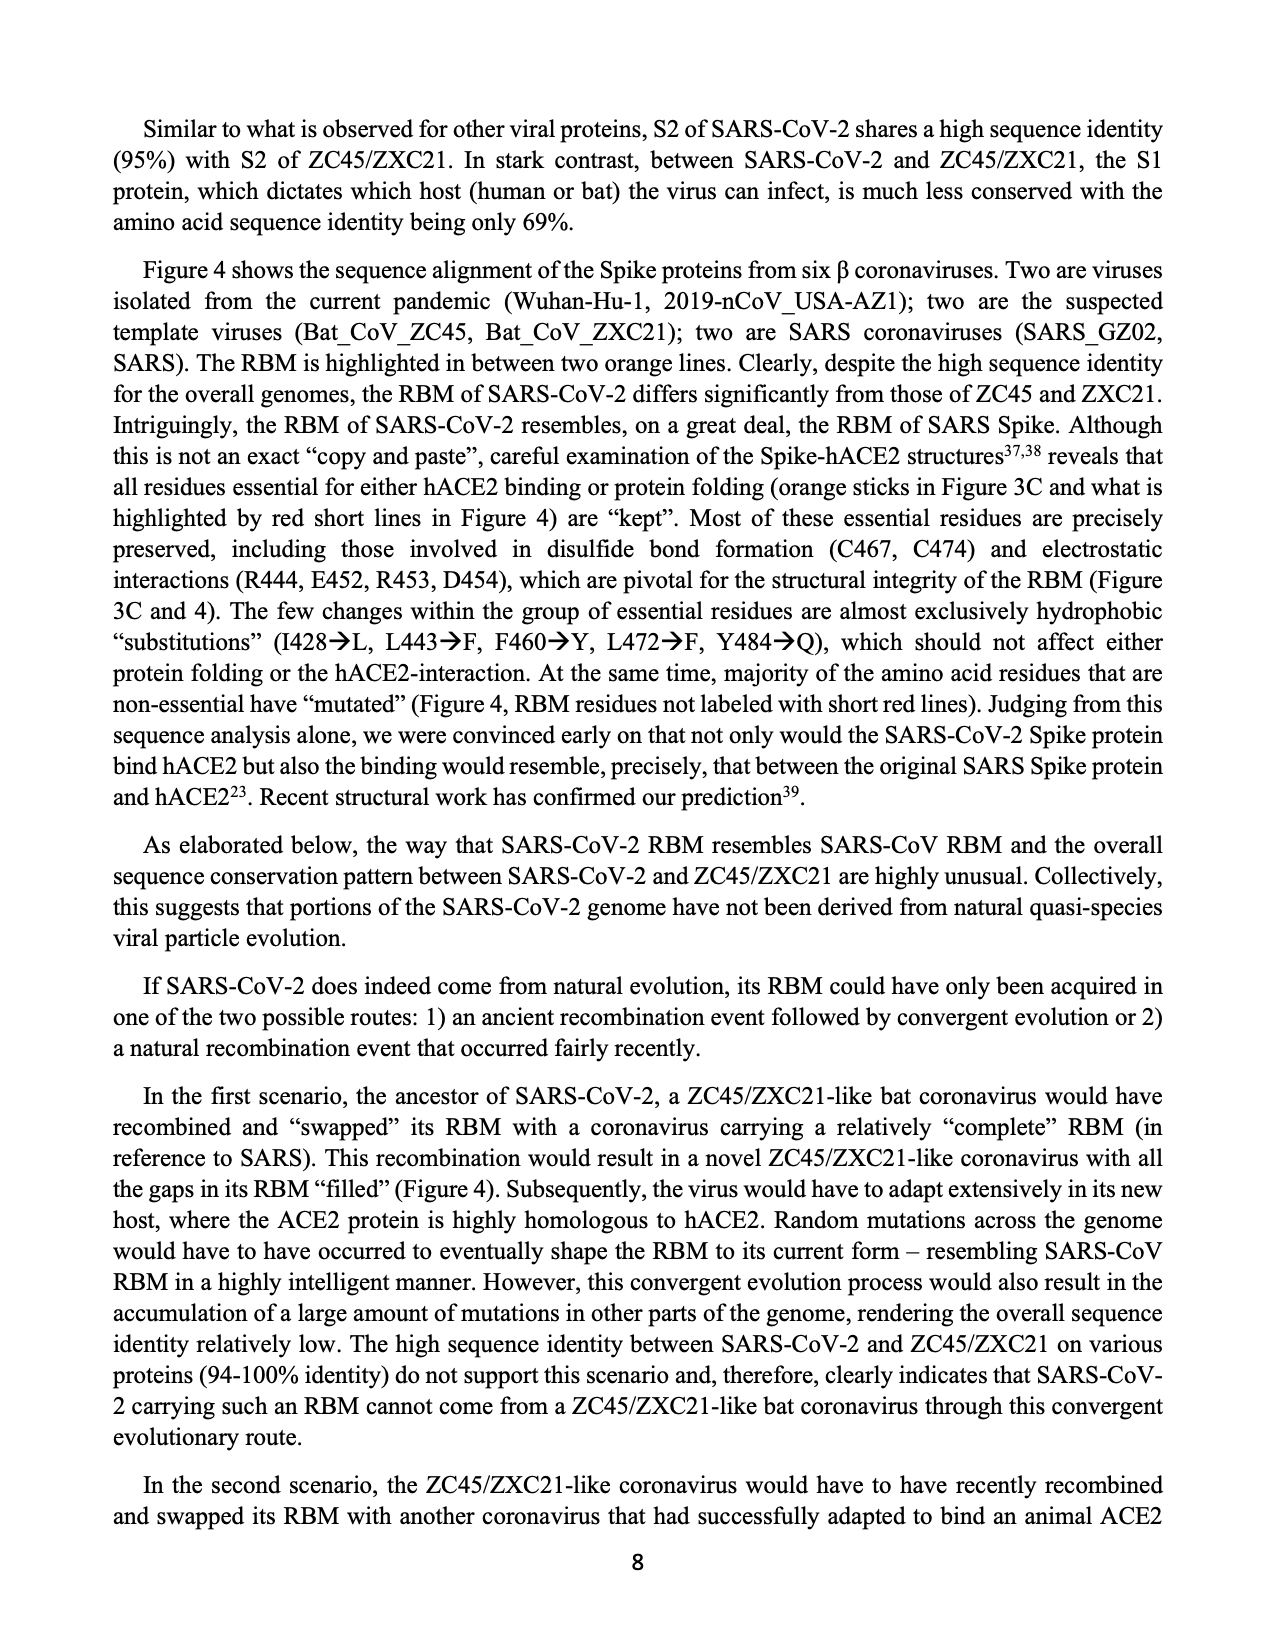 Similar to what is observed for other viral proteins, S2 of SARS-CoV-2 shares a high sequence identity
(95%) with S2 of ZC45/ZXC21. In stark contrast, between SARS-CoV-2 and ZC45/ZXC21, the S1
protein, which dictates which host (human or bat) the virus can infect, is much less conserved with the
amino acid sequence identity being only 69%.
Figure 4 shows the sequence alignment of the Spike proteins from six β coronaviruses. Two are viruses
isolated from the current pandemic (Wuhan-Hu-1, 2019-nCoV_USA-AZ1); two are the suspected
template viruses (Bat_CoV_ZC45, Bat_CoV_ZXC21); two are SARS coronaviruses (SARS_GZ02,
SARS). The RBM is highlighted in between two orange lines. Clearly, despite the high sequence identity
for the overall genomes, the RBM of SARS-CoV-2 differs significantly from those of ZC45 and ZXC21.
Intriguingly, the RBM of SARS-CoV-2 resembles, on a great deal, the RBM of SARS Spike. Although
this is not an exact “copy and paste”, careful examination of the Spike-hACE2 structures37,38 reveals that
all residues essential for either hACE2 binding or protein folding (orange sticks in Figure 3C and what is
highlighted by red short lines in Figure 4) are “kept”. Most of these essential residues are precisely
preserved, including those involved in disulfide bond formation (C467, C474) and electrostatic
interactions (R444, E452, R453, D454), which are pivotal for the structural integrity of the RBM (Figure
3C and 4). The few changes within the group of essential residues are almost exclusively hydrophobic
“substitutions” (I428→L, L443→F, F460→Y, L472→F, Y484→Q), which should not affect either
protein folding or the hACE2-interaction. At the same time, majority of the amino acid residues that are
non-essential have “mutated” (Figure 4, RBM residues not labeled with short red lines). Judging from this
sequence analysis alone, we were convinced early on that not only would the SARS-CoV-2 Spike protein
bind hACE2 but also the binding would resemble, precisely, that between the original SARS Spike protein
and hACE223. Recent structural work has confirmed our prediction39.
As elaborated below, the way that SARS-CoV-2 RBM resembles SARS-CoV RBM and the overall
sequence conservation pattern between SARS-CoV-2 and ZC45/ZXC21 are highly unusual. Collectively,
this suggests that portions of the SARS-CoV-2 genome have not been derived from natural quasi-species
viral particle evolution.
If SARS-CoV-2 does indeed come from natural evolution, its RBM could have only been acquired in
one of the two possible routes: 1) an ancient recombination event followed by convergent evolution or 2)
a natural recombination event that occurred fairly recently.
In the first scenario, the ancestor of SARS-CoV-2, a ZC45/ZXC21-like bat coronavirus would have
recombined and “swapped” its RBM with a coronavirus carrying a relatively “complete” RBM (in
reference to SARS). This recombination would result in a novel ZC45/ZXC21-like coronavirus with all
the gaps in its RBM “filled” (Figure 4). Subsequently, the virus would have to adapt extensively in its new
host, where the ACE2 protein is highly homologous to hACE2. Random mutations across the genome
would have to have occurred to eventually shape the RBM to its current form – resembling SARS-CoV
RBM in a highly intelligent manner. However, this convergent evolution process would also result in the
accumulation of a large amount of mutations in other parts of the genome, rendering the overall sequence
identity relatively low. The high sequence identity between SARS-CoV-2 and ZC45/ZXC21 on various
proteins (94-100% identity) do not support this scenario and, therefore, clearly indicates that SARS-CoV-
2 carrying such an RBM cannot come from a ZC45/ZXC21-like bat coronavirus through this convergent
evolutionary route.
In the second scenario, the ZC45/ZXC21-like coronavirus would have to have recently recombined
and swapped its RBM with another coronavirus that had successfully adapted to bind an animal ACE2
8